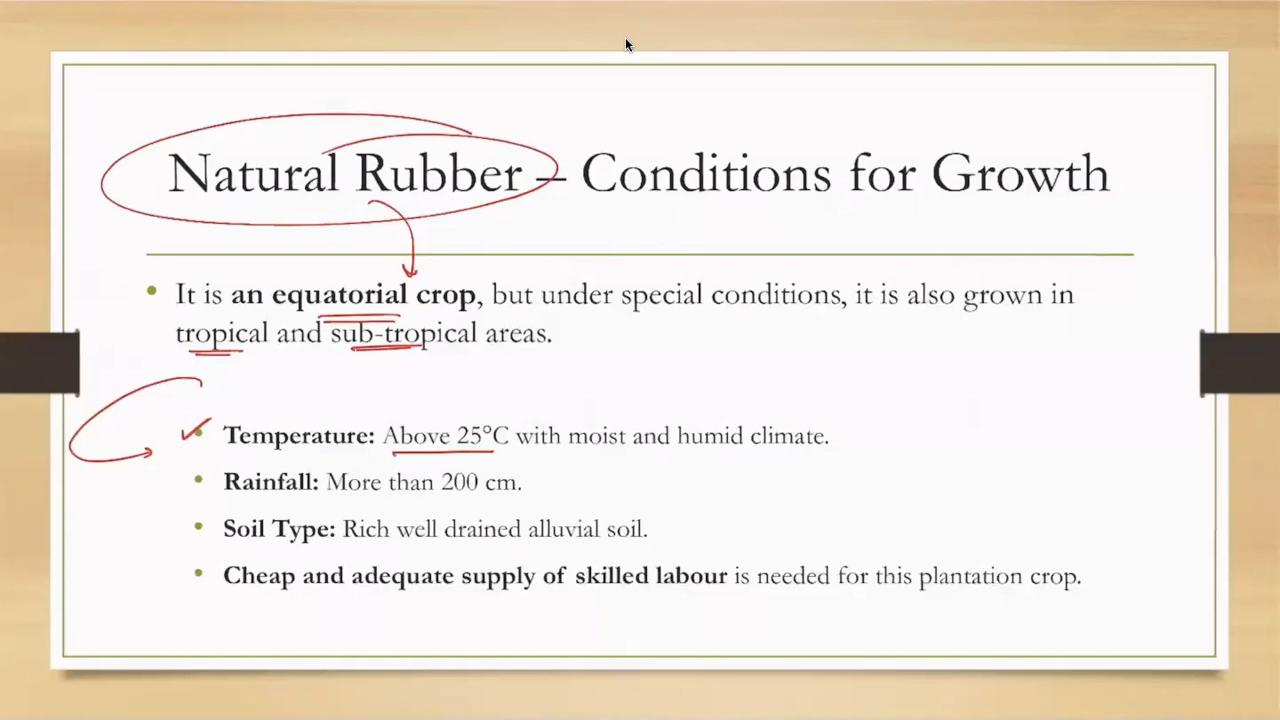 Natural Rubber – Conditions for Growth
• It is an equatorial crop, but under special conditions, it is also grown in
tropical and sub-tropical areas.
• Temperature: Above 25°C with moist and humid climate.
• Rainfall: More than 200 cm.
• Soil Type: Rich well drained alluvial soil.
• Cheap and adequate supply of skilled labour is needed for this plantation crop.